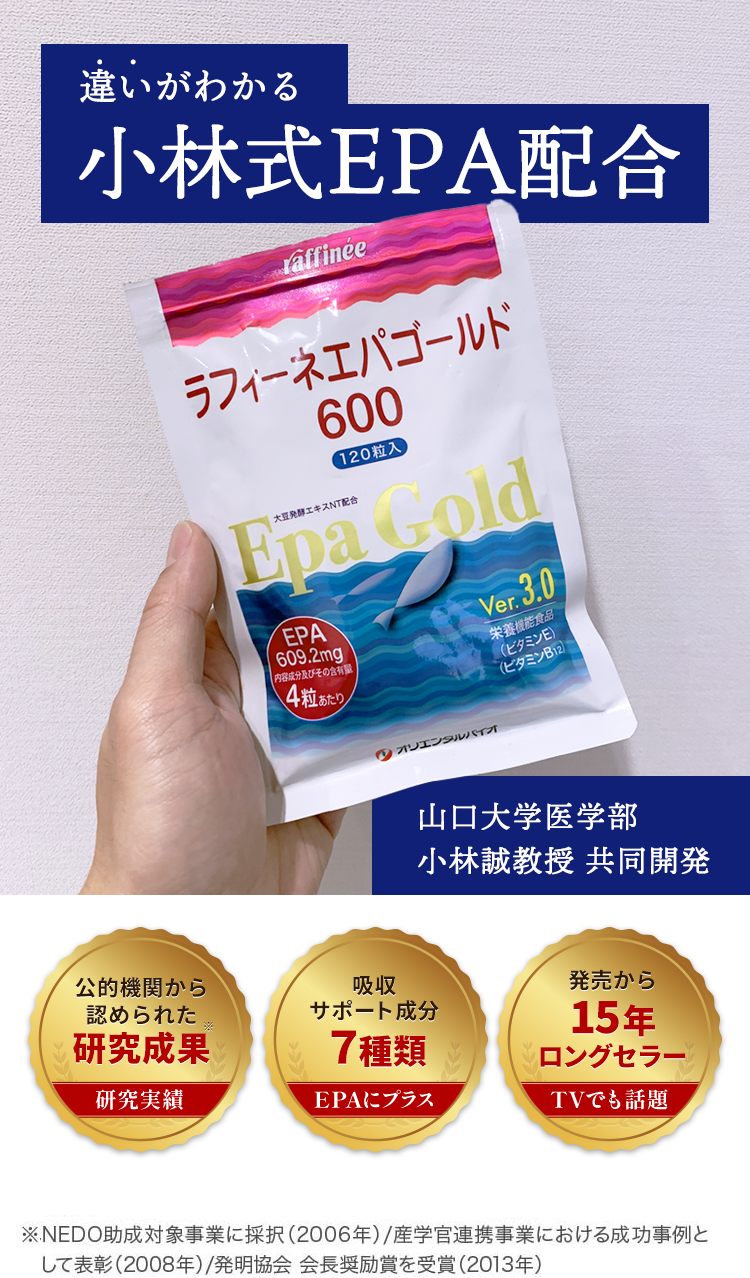 違いがわかる
小林式EPA配合
raffinée
ラフィーネエパゴールド
600
120粒入
大豆発酵エキスNT配合
Epa Gold
Ver.3.0
栄養機能食品
(ビタミンE)
(ビタミンB12)
EPA
609.2mg
内容成分及びその含有量
4粒あたり
オリエンタルバイオ
山口大学医学部
小林誠教授 共同開発
公的機関から
認められた
研究成果※
研究実績
吸収
サポート成分
7種類
EPAにプラス
発売から
15年
ロングセラー
TVでも話題
※NEDO助成対象事業に採択（2006年）/産学官連携事業における成功事例と
して表彰（2008年）/発明協会 会長奨励賞を受賞（2013年）